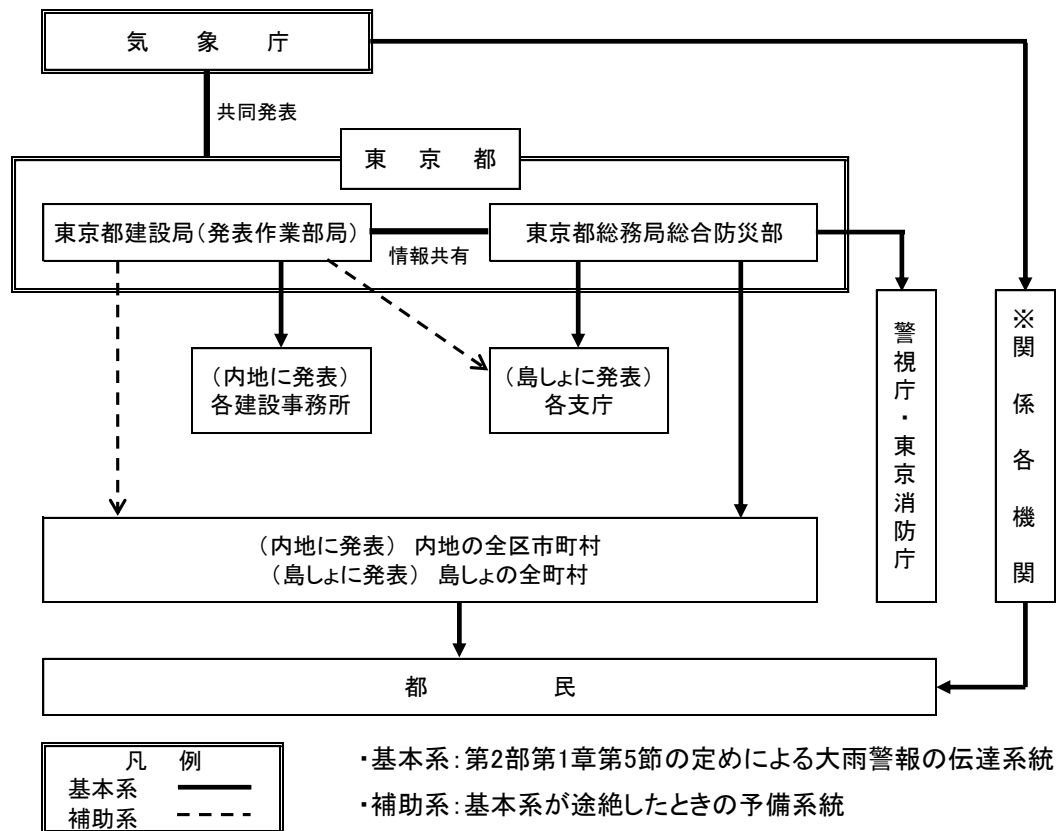 気　象　庁
共同発表
東　京　都
東京都建設局（発表作業部局）
情報共有
東京都総務局総合防災部
（内地に発表）
各建設事務所
（島しょに発表）
各支庁
警視庁・東京消防庁
※関係各機関
（内地に発表）　内地の全区市町村
（島しょに発表）　島しょの全町村
都　　　民
凡　例
基本系
補助系
・基本系：第2部第1章第5節の定めによる大雨警報の伝達系統
・補助系：基本系が途絶したときの予備系統